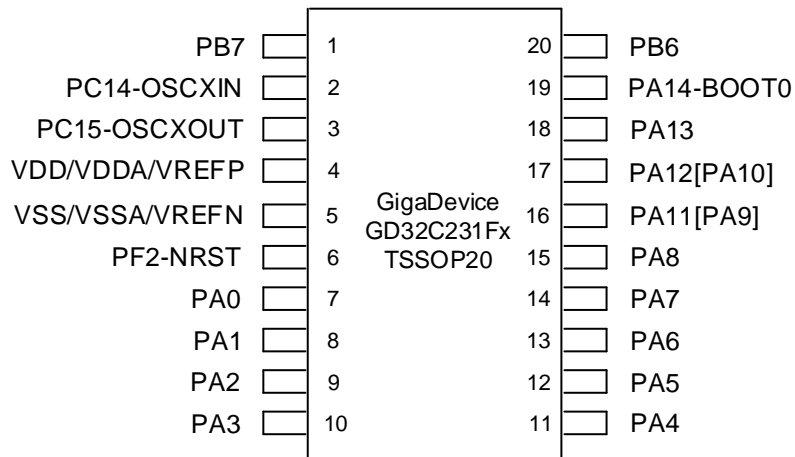 PB7 1 20 PB6
PC14-OSCXIN 2 19 PA14-BOOT0
PC15-OSCXOUT 3 18 PA13
VDD/VDDA/VREFP 4 17 PA12[PA10]
GigaDevice
VSS/VSSA/VREFN 5 16 PA11[PA9]
GD32C231Fx
PF2-NRST 6 TSSOP20 15 PA8
PA0 7 14 PA7
PA1 8 13 PA6
PA2 9 12 PA5
PA3 10 11 PA4